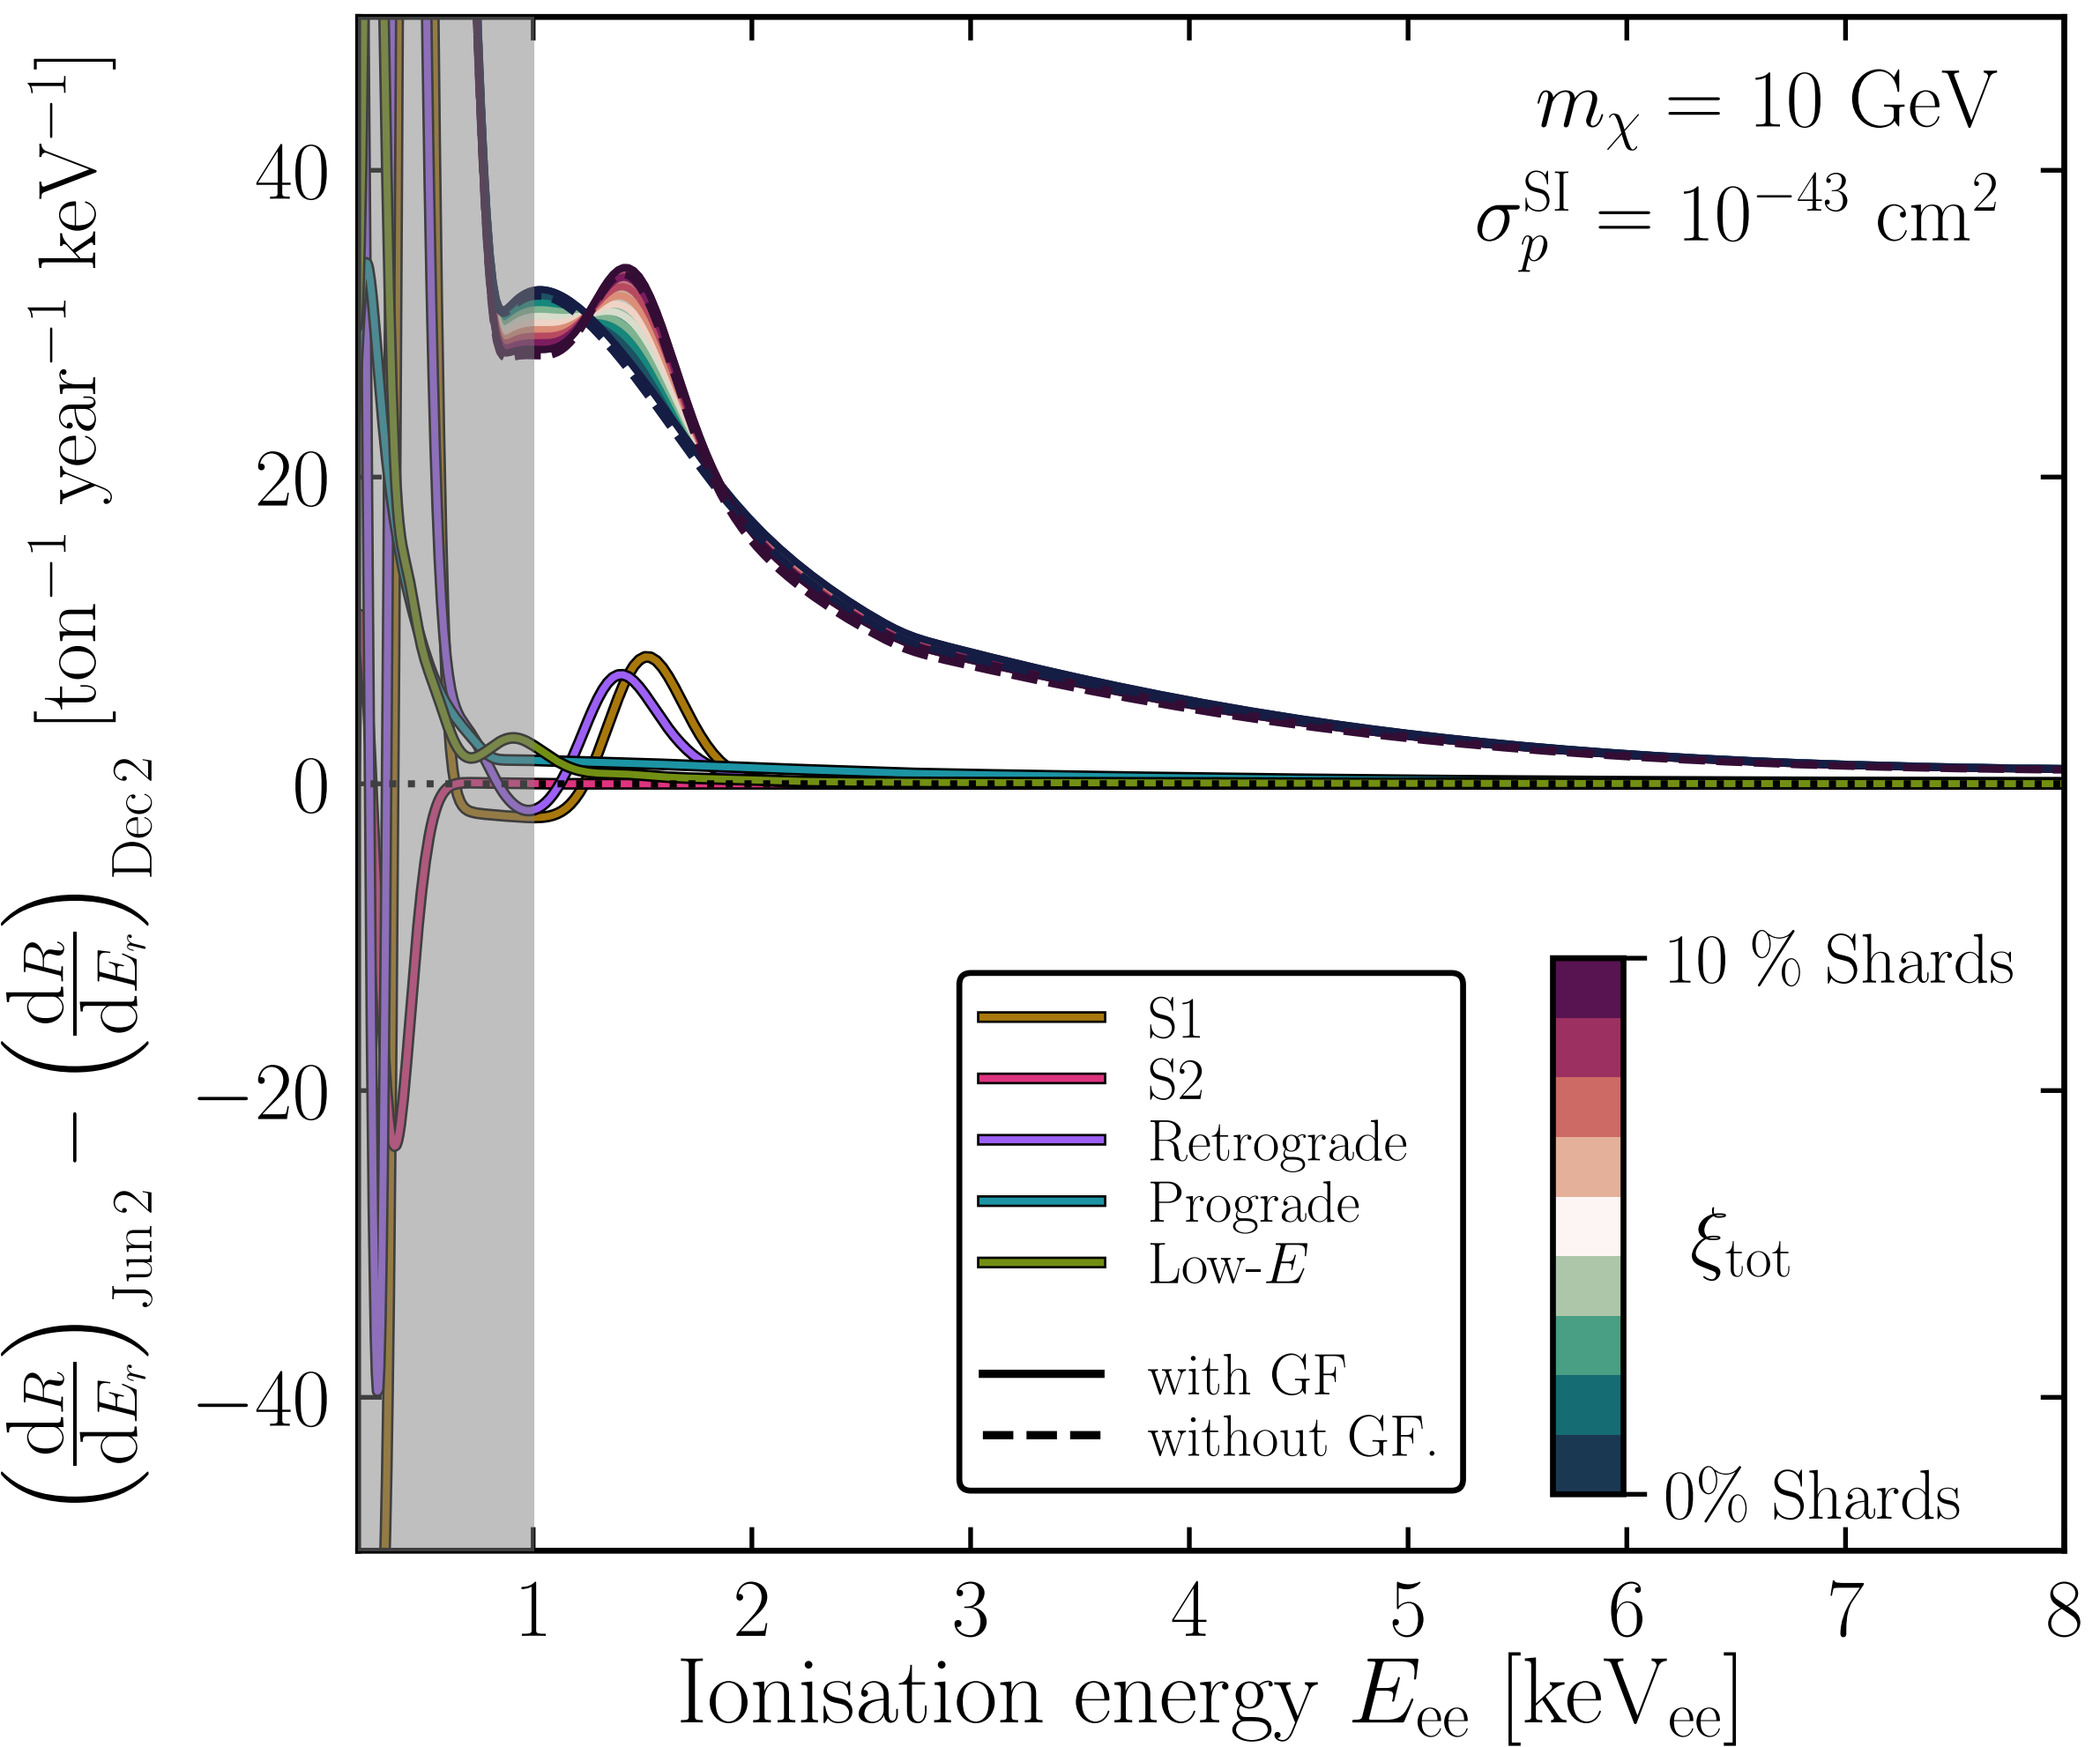 (dR/dE_r)_Jun 2 − (dR/dE_r)_Dec 2 [ton⁻¹ year⁻¹ keV⁻¹]
40
20
0
−20
−40
m_χ = 10 GeV
σ_p^SI = 10⁻⁴³ cm²
S1
S2
Retrograde
Prograde
Low-E
with GF
without GF.
10 % Shards
ξ_tot
0% Shards
1 2 3 4 5 6 7 8
Ionisation energy E_ee [keV_ee]